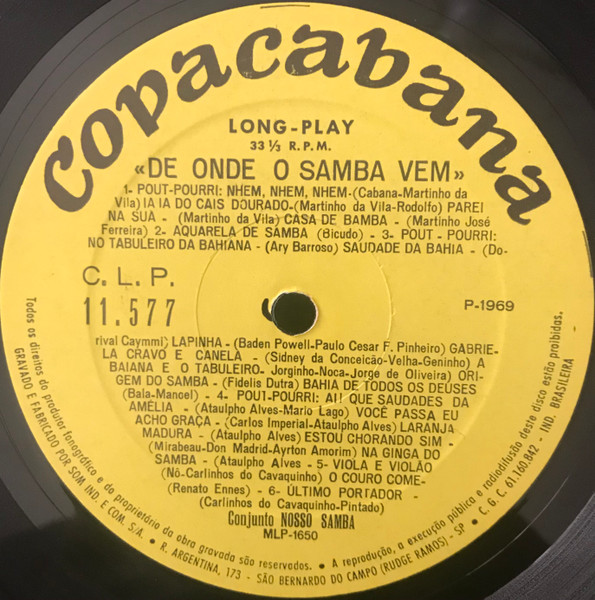 Copacabana
LONG-PLAY
33 ⅓ R.P.M.
«DE ONDE O SAMBA VEM»
1- POUT-POURRI: NHEM, NHEM, NHEM-(Cabana-Martinho da
Vila) IA IA DO CAIS DOURADO-(Martinho da Vila-Rodolfo) PAREI
NA SUA - (Martinho da Vila) CASA DE BAMBA - (Martinho José
Ferreira) 2- AQUARELA DE SAMBA (Bicudo) - 3- POUT - POURRI:
NO TABULEIRO DA BAHIANA - (Ary Barroso) SAUDADE DA BAHIA - (Do-
C. L. P.
11.577
P-1969
rival Caymmi) LAPINHA - (Baden Powell-Paulo Cesar F. Pinheiro) GABRIE-
LA CRAVO E CANELA - (Sidney da Conceição-Velha-Geninho) A
BAIANA E O TABULEIRO- Jorginho-Noca-Jorge de Oliveira) ORI-
GEM DO SAMBA - (Fidelis Dutra) BAHIA DE TODOS OS DEUSES
(Bala-Manoel) - 4- POUT-POURRI: AI! QUE SAUDADES DA
AMÉLIA - (Ataulpho Alves-Mario Lago) VOCÊ PASSA EU
ACHO GRAÇA - (Carlos Imperial-Ataulpho Alves) LARANJA
MADURA - (Ataulpho Alves) ESTOU CHORANDO SIM -
(Mirabeau-Don Madrid-Ayrton Amorim) NA GINGA DO
SAMBA - (Ataulpho Alves - 5- VIOLA E VIOLÃO
(Nô-Carlinhos do Cavaquinho) O COURO COME-
(Renato Ennes) - 6- ÚLTIMO PORTADOR -
(Carlinhos do Cavaquinho-Pintado)
Conjunto NOSSO SAMBA
MLP-1650
Todos os direitos do produtor fonográfico e do proprietário da obra gravada são reservados. • A reprodução, a execução pública e radiodifusão deste disco estão proibidas.
GRAVADO E FABRICADO POR SOM IND. E COM. S/A. • R. ARGENTINA, 173 - SÃO BERNARDO DO CAMPO (RUDGE RAMOS) - SP • C. G. C. 61.160.842 - IND. BRASILEIRA